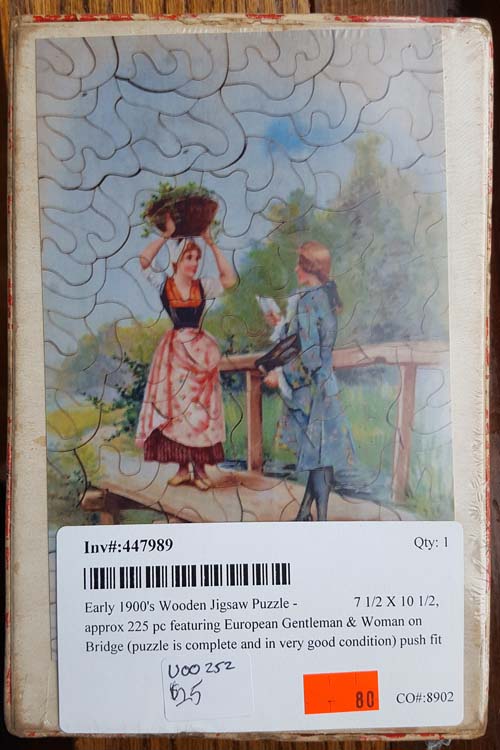 Inv#:447989 Qty: 1
Early 1900's Wooden Jigsaw Puzzle - 7 1/2 X 10 1/2,
approx 225 pc featuring European Gentleman & Woman on
Bridge (puzzle is complete and in very good condition) push fit
U00252
$25
80
CO#:8902